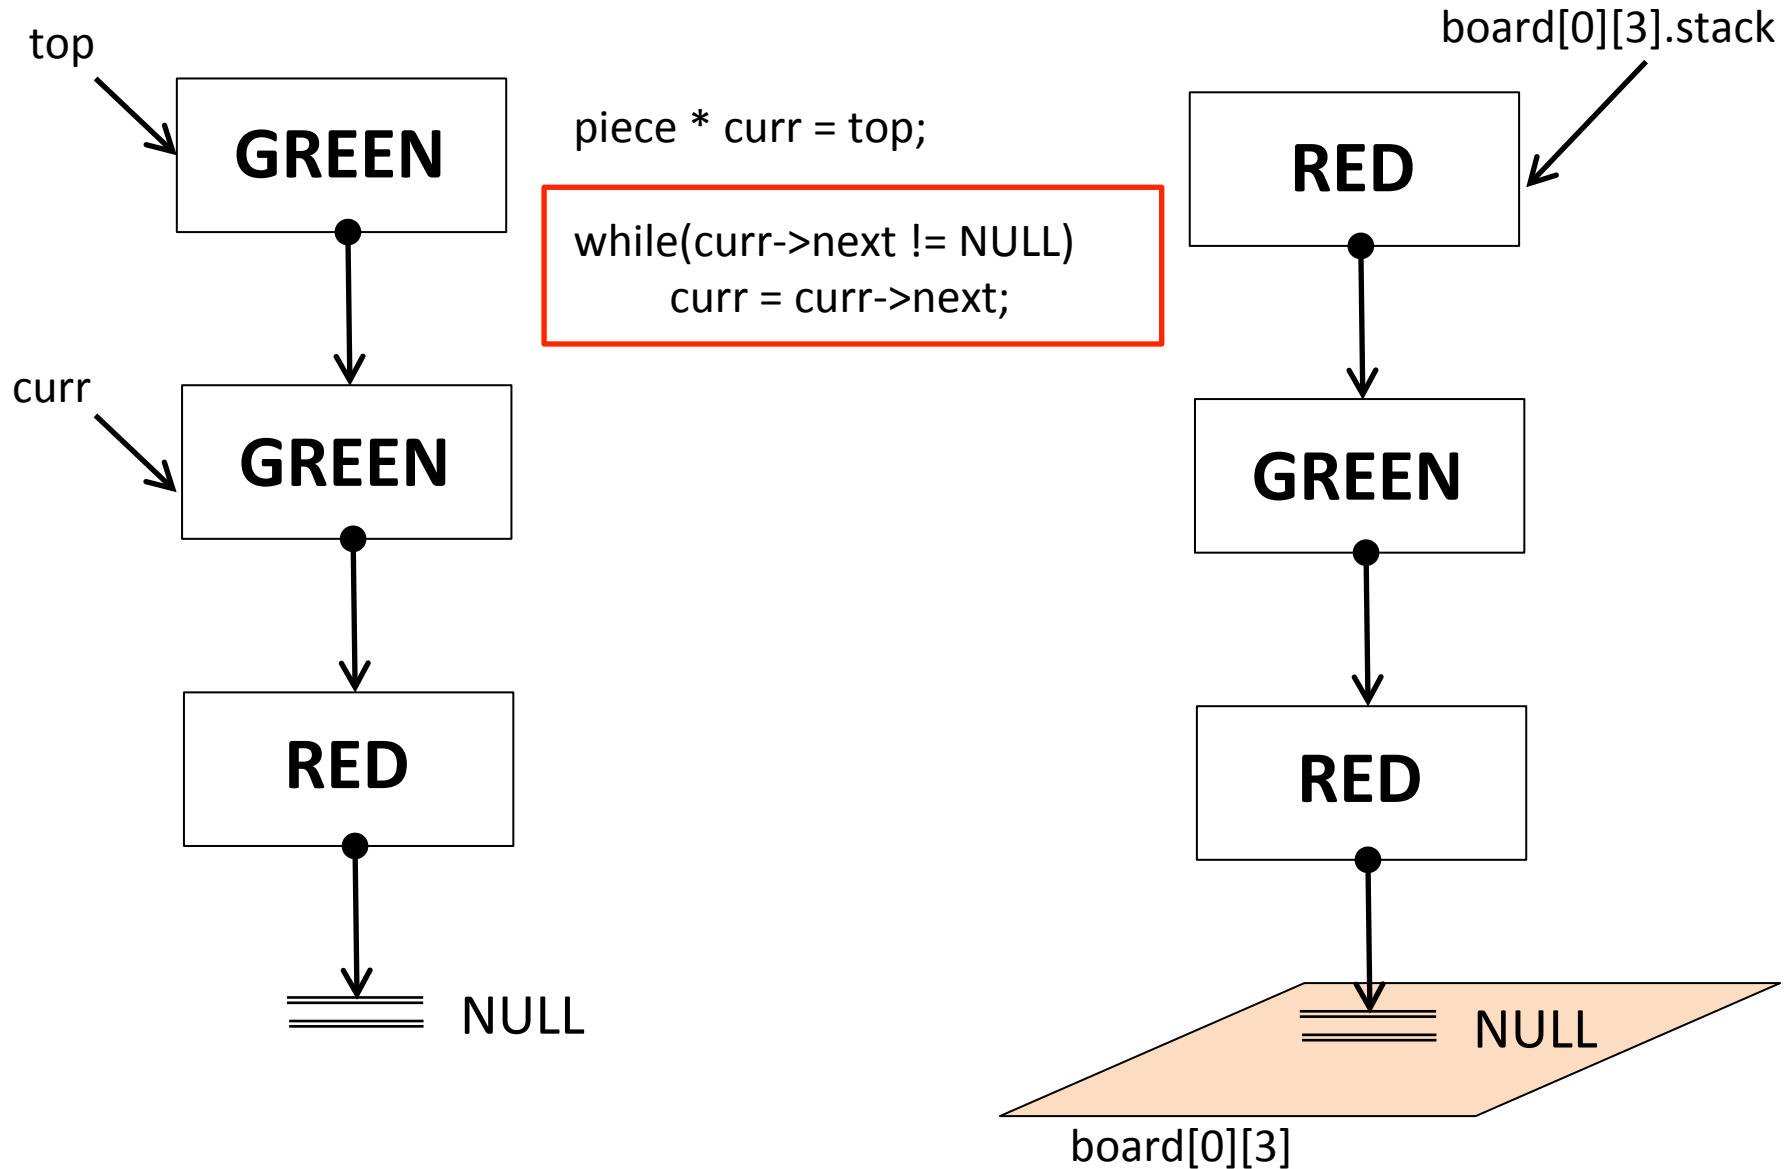 top
GREEN
curr
GREEN
RED
NULL
piece * curr = top;
while(curr->next != NULL)
curr = curr->next;
board[0][3].stack
RED
GREEN
RED
NULL
board[0][3]